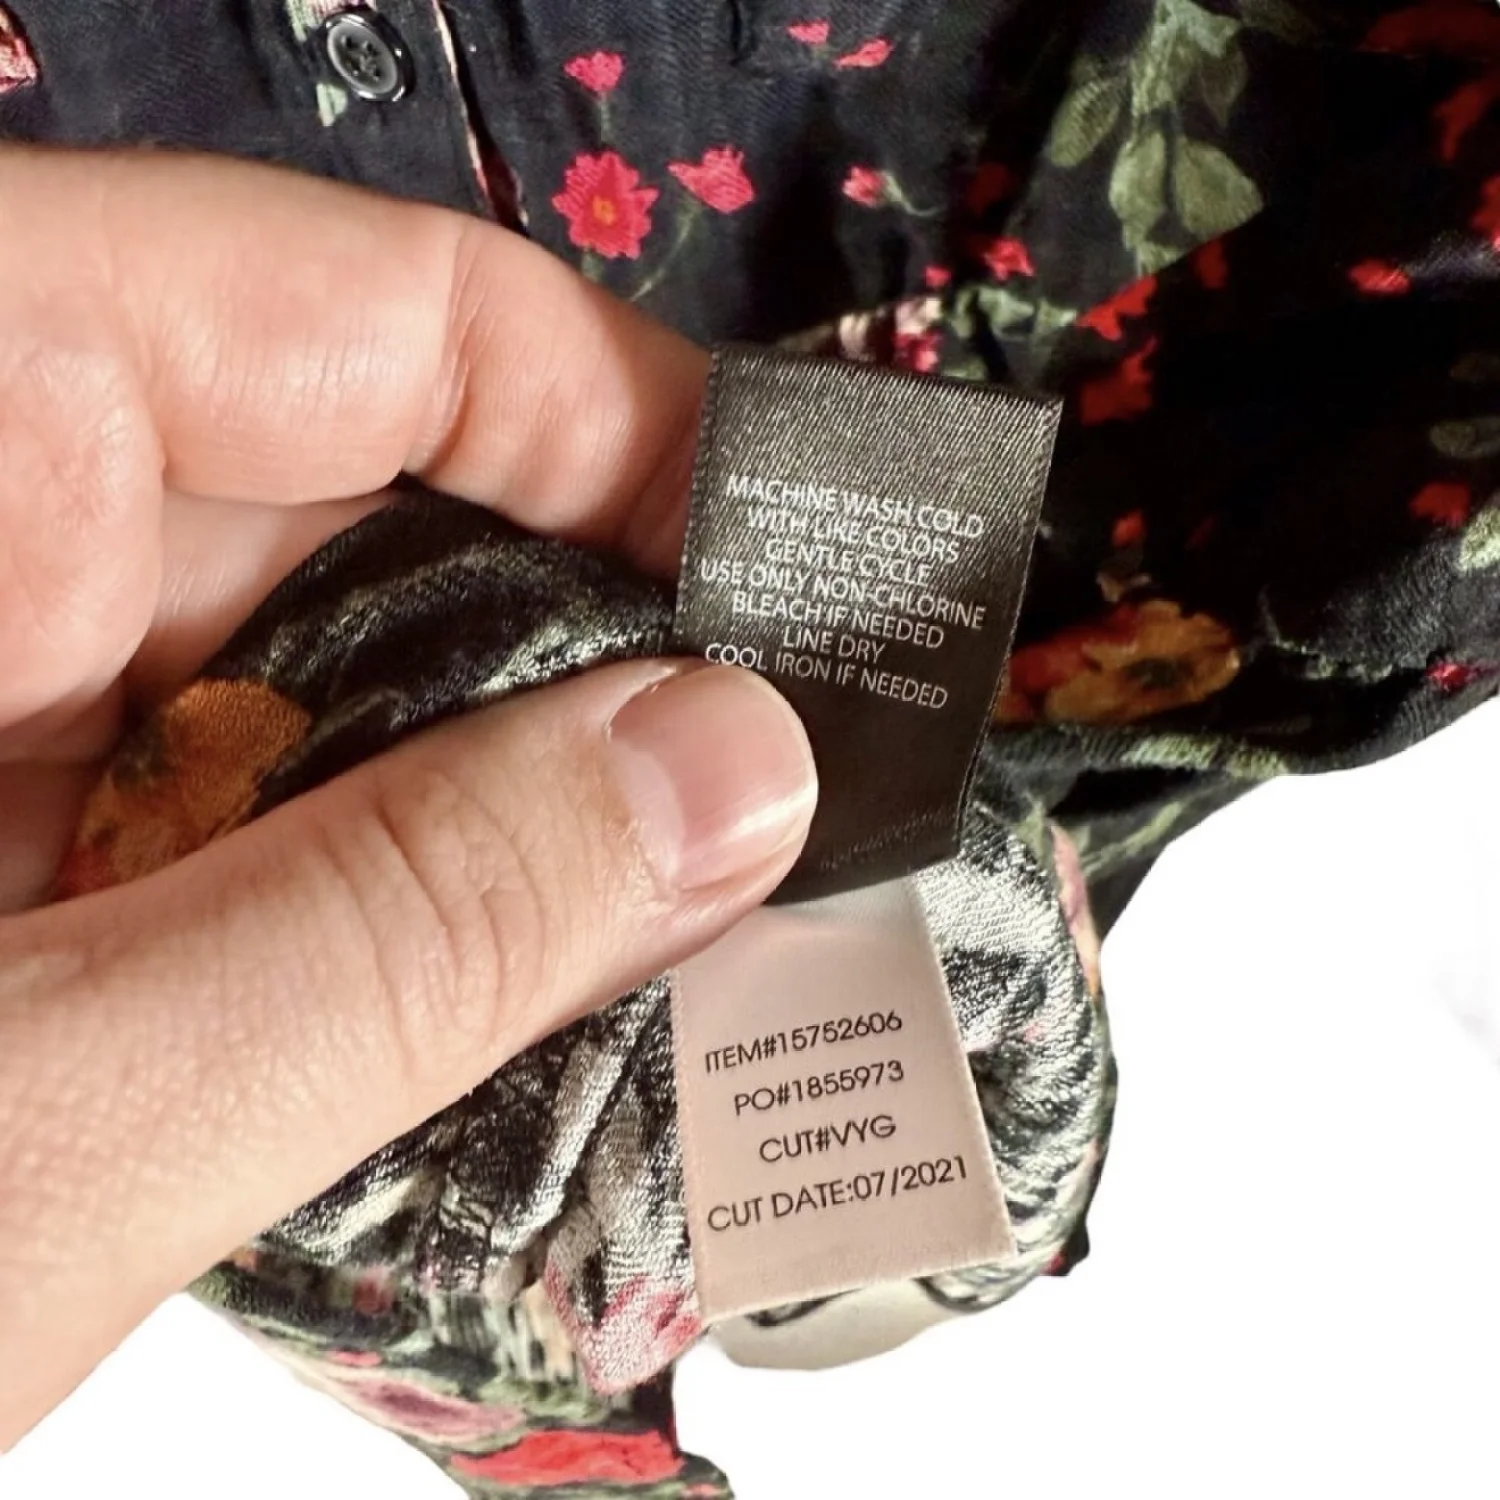 MACHINE WASH COLD
WITH LIKE COLORS
GENTLE CYCLE
USE ONLY NON-CHLORINE
BLEACH IF NEEDED
LINE DRY
COOL IRON IF NEEDED
ITEM#15752606
PO#1855973
CUT#VYG
CUT DATE:07/2021